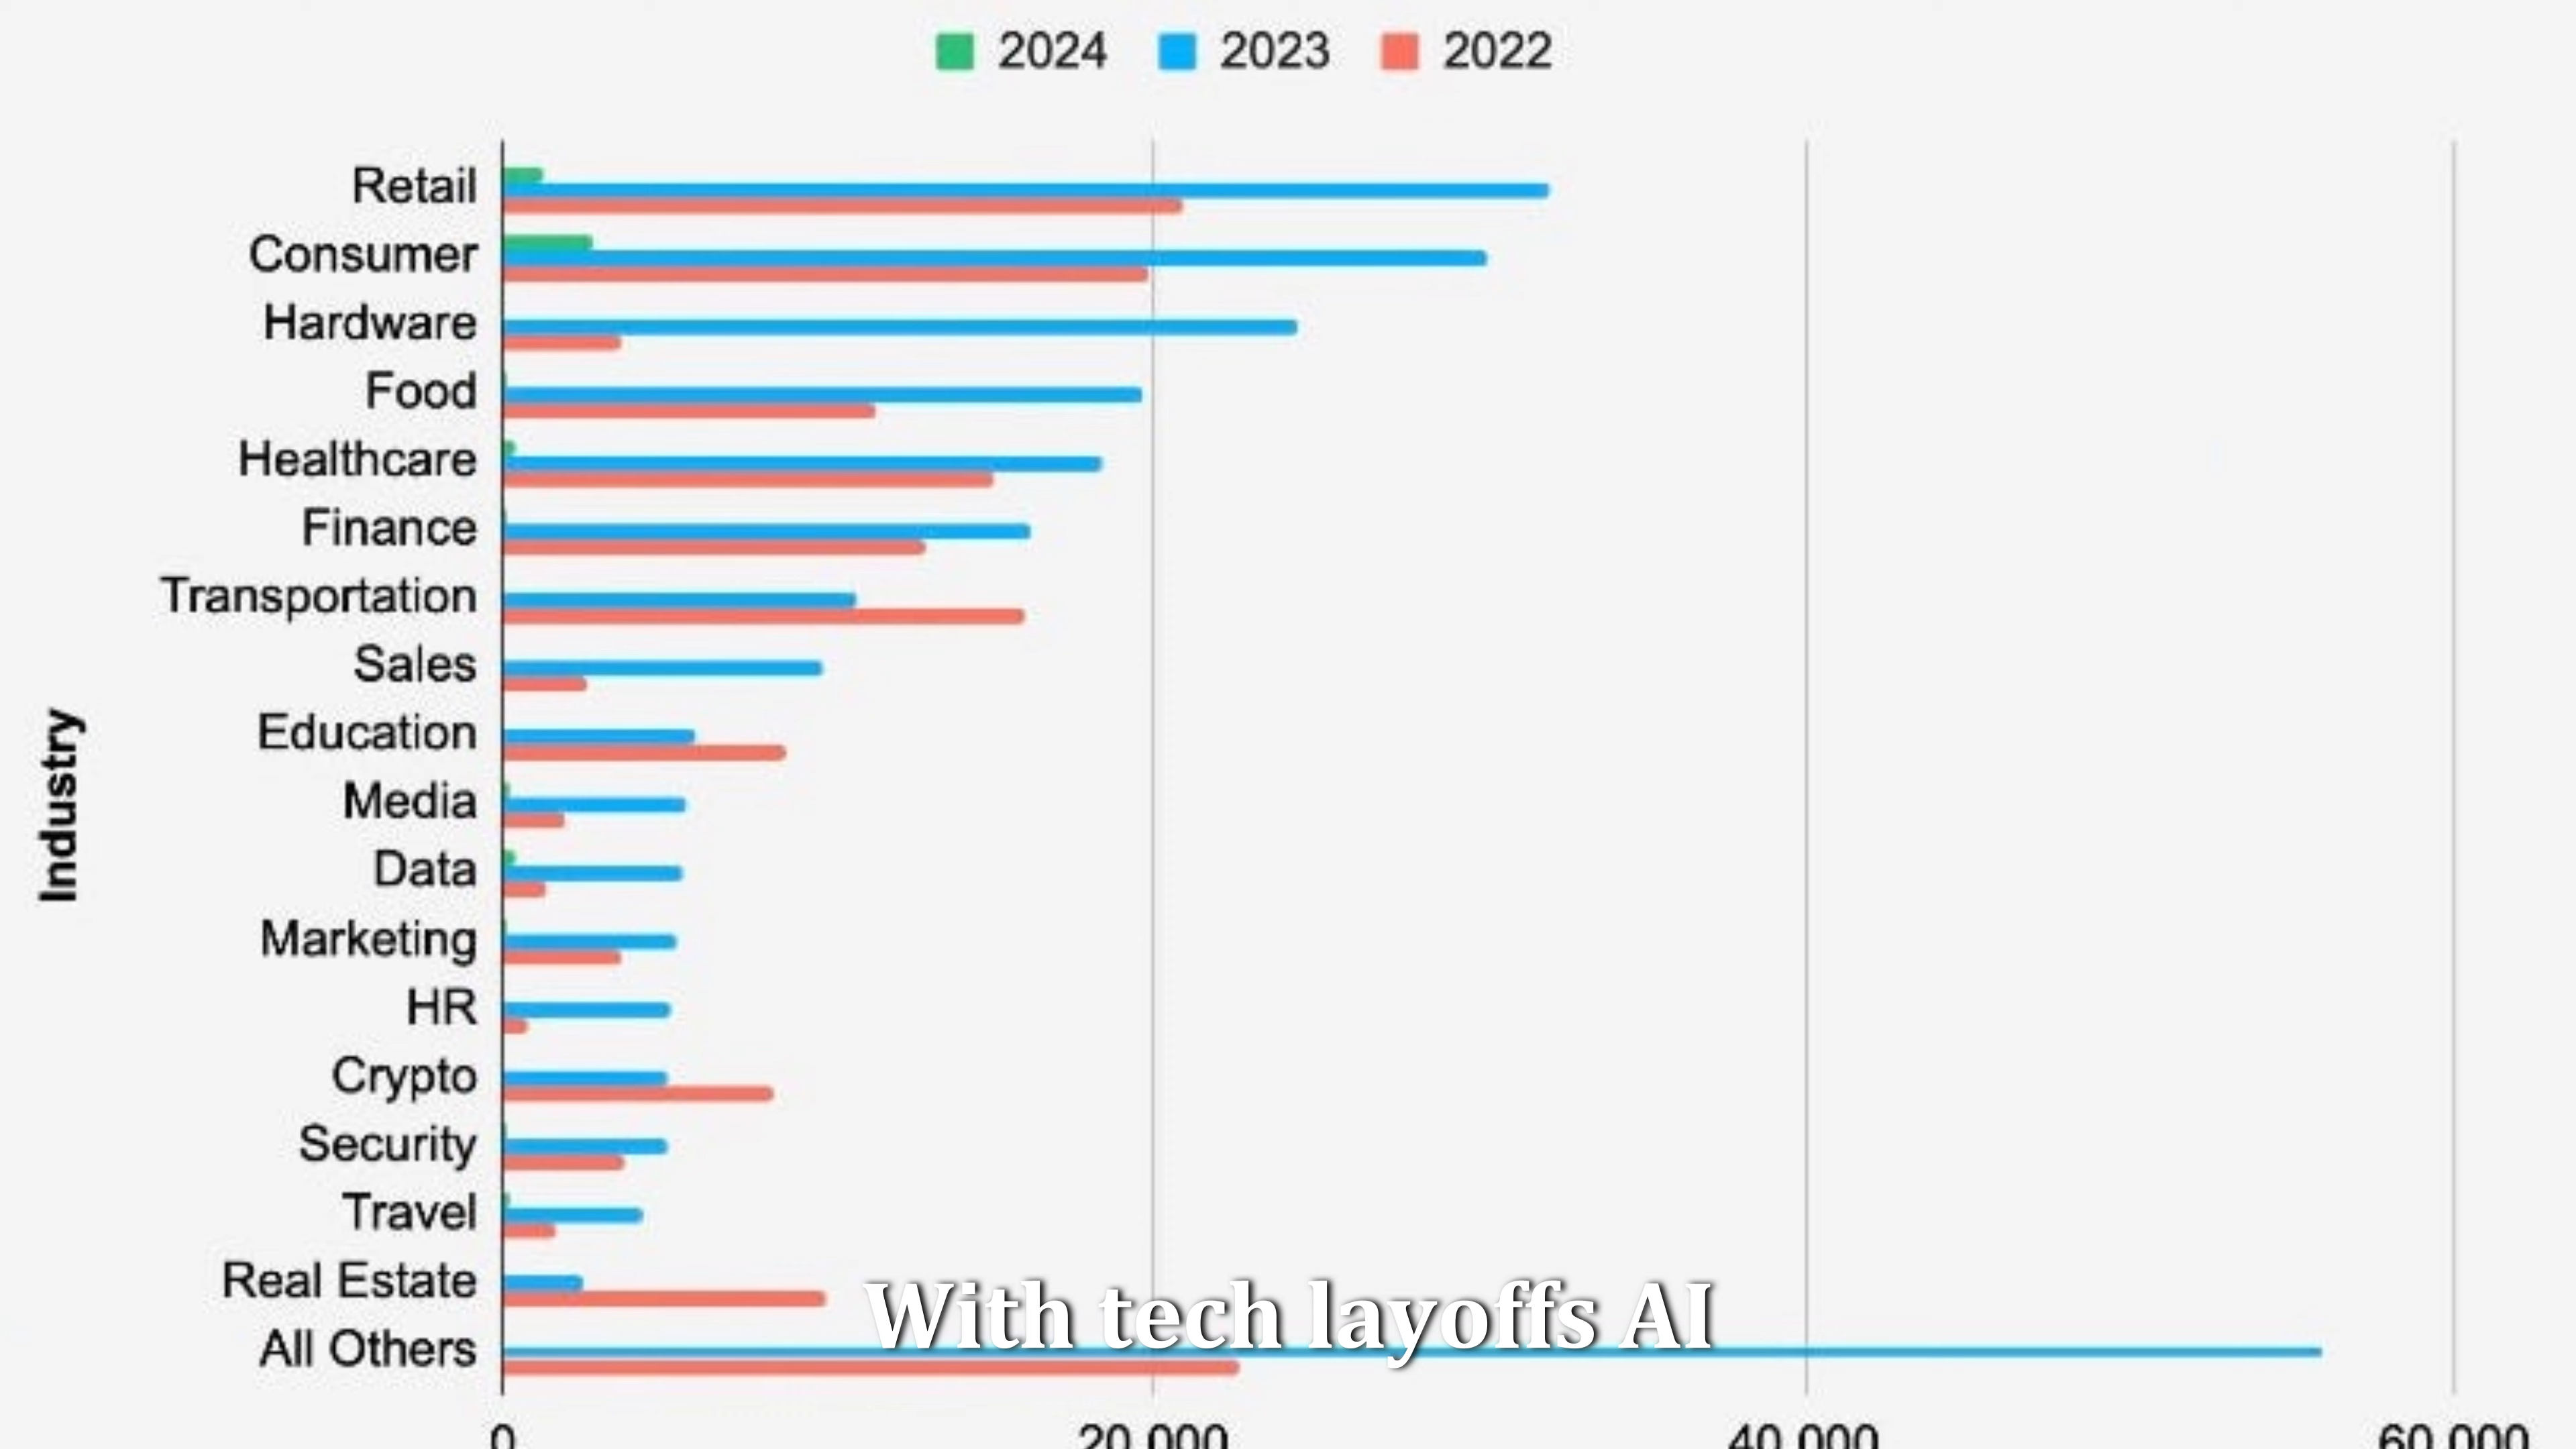 2024 2023 2022
Retail
Consumer
Hardware
Food
Healthcare
Finance
Transportation
Sales
Education
Media
Data
Marketing
HR
Crypto
Security
Travel
Real Estate
All Others
Industry
With tech layoffs AI
0 20,000 40,000 60,000